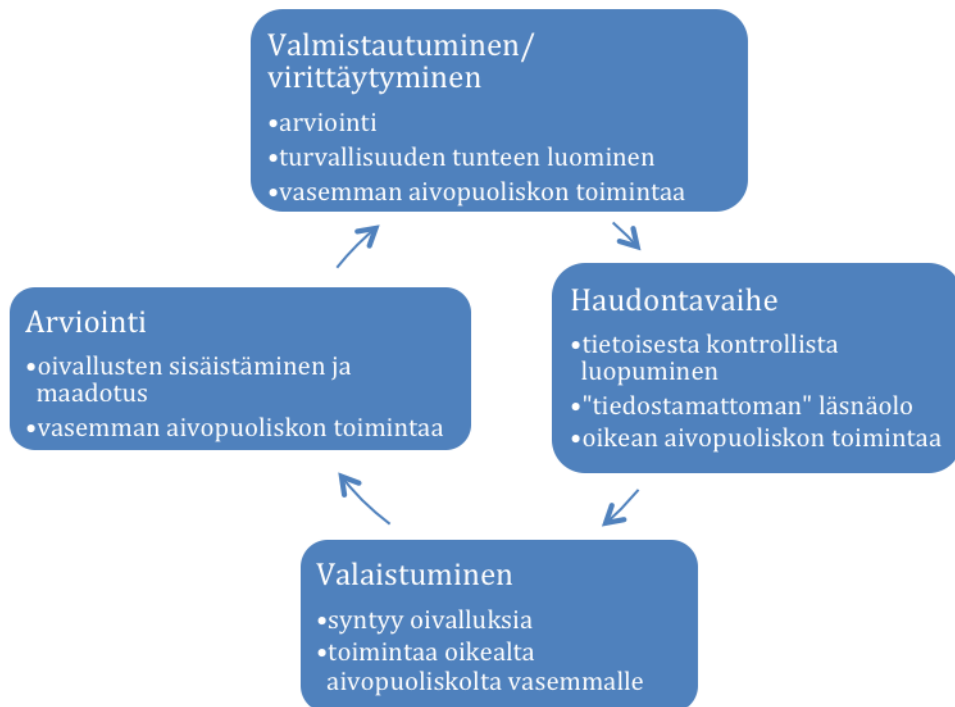 Valmistautuminen/
virittäytyminen
•arviointi
•turvallisuuden tunteen luominen
•vasemman aivopuoliskon toimintaa
Haudontavaihe
•tietoisesta kontrollista
luopuminen
•"tiedostamattoman" läsnäolo
•oikean aivopuoliskon toimintaa
Valaistuminen
•syntyy oivalluksia
•toimintaa oikealta
aivopuoliskolta vasemmalle
Arviointi
•oivallusten sisäistäminen ja
maadotus
•vasemman aivopuoliskon toimintaa